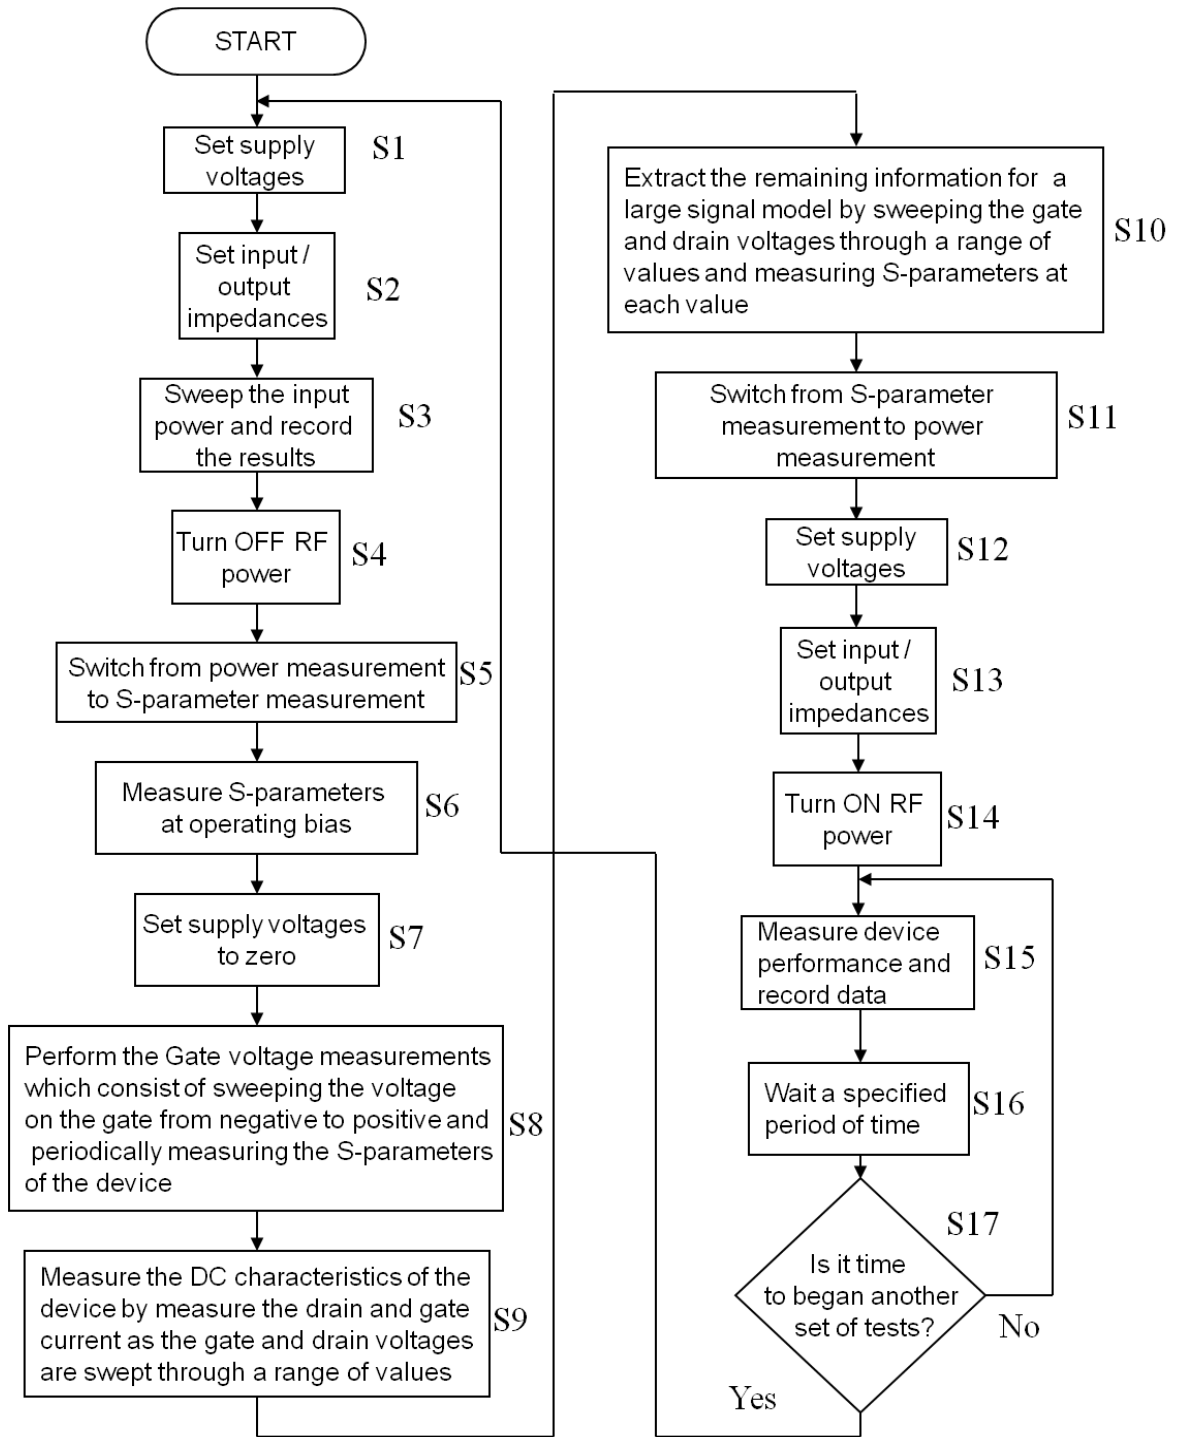 START
Set supply
voltages
S1
Set input /
output
impedances
S2
Sweep the input
power and record
the results
S3
Turn OFF RF
power
S4
Switch from power measurement
to S-parameter measurement
S5
Measure S-parameters
at operating bias
S6
Set supply voltages
to zero
S7
Perform the Gate voltage measurements
which consist of sweeping the voltage
on the gate from negative to positive and
periodically measuring the S-parameters
of the device
S8
Measure the DC characteristics of the
device by measure the drain and gate
current as the gate and drain voltages
are swept through a range of values
S9
Extract the remaining information for a
large signal model by sweeping the gate
and drain voltages through a range of
values and measuring S-parameters at
each value
S10
Switch from S-parameter
measurement to power
measurement
S11
Set supply
voltages
S12
Set input /
output
impedances
S13
Turn ON RF
power
S14
Measure device
performance and
record data
S15
Wait a specified
period of time
S16
S17
Is it time
to began another
set of tests?
No
Yes